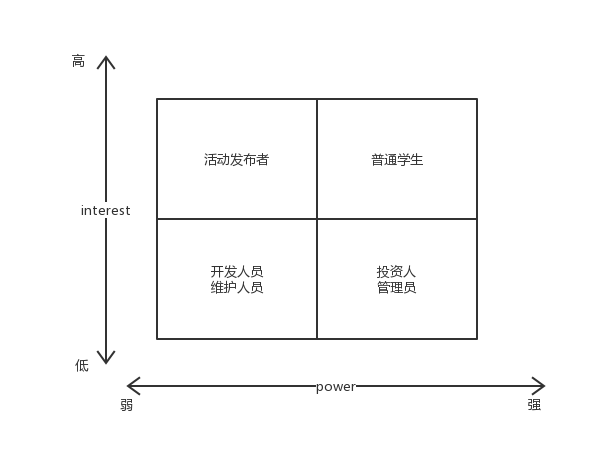 高
活动发布者
普通学生
interest
开发人员
维护人员
投资人
管理员
低
power
弱
强